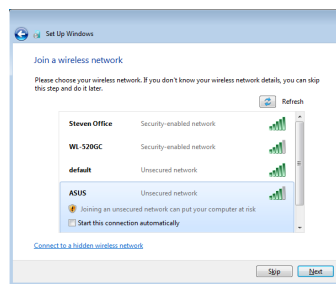 Set Up Windows
Join a wireless network
Please choose your wireless network. If you don't know your wireless network details, you can skip
this step and do it later.
Refresh
Steven Office Security-enabled network
WL-520GC Security-enabled network
default Unsecured network
ASUS Unsecured network
Joining an unsecured network can put your computer at risk
Start this connection automatically
Connect to a hidden wireless network
Skip Next